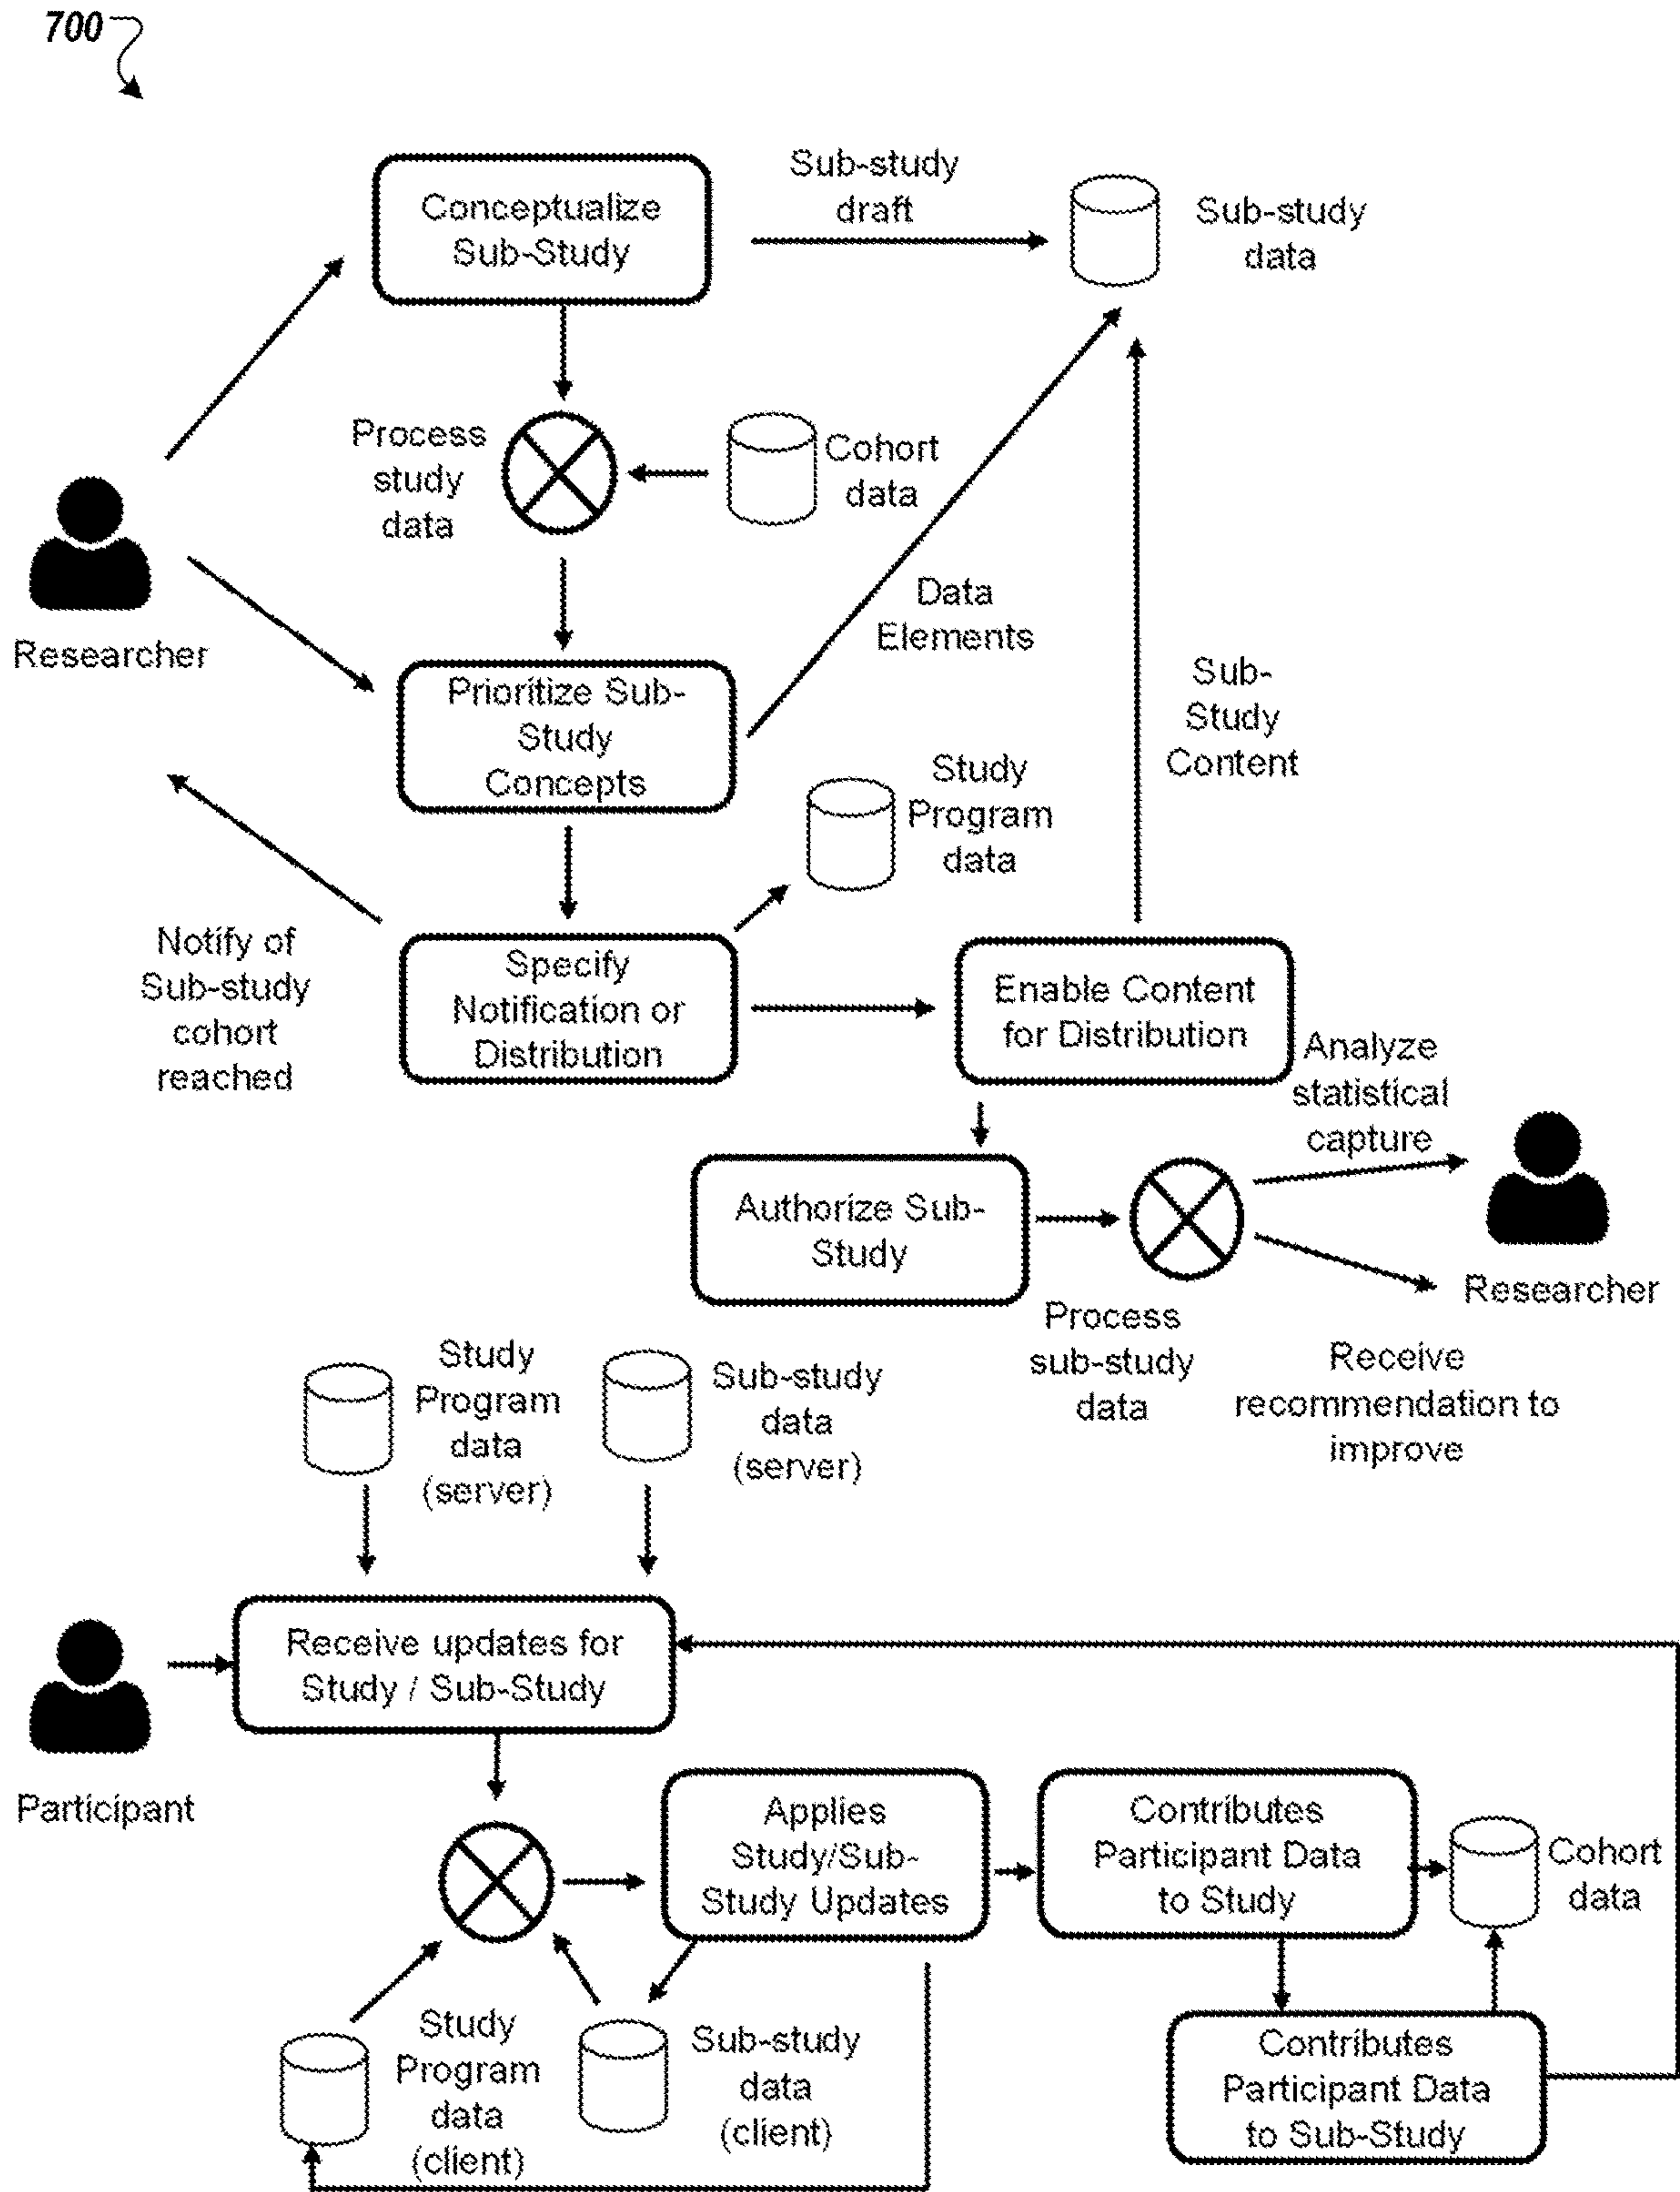 700
Conceptualize
Sub-Study
Sub-study
draft
Sub-study
data
Process
study
data
Cohort
data
Researcher
Data
Elements
Prioritize Sub-
Study
Concepts
Sub-
Study
Content
Study
Program
data
Notify of
Sub-study
cohort
reached
Specify
Notification or
Distribution
Enable Content
for Distribution
Analyze
statistical
capture
Authorize Sub-
Study
Researcher
Process
sub-study
data
Receive
recommendation to
improve
Study
Program
data
(server)
Sub-study
data
(server)
Receive updates for
Study / Sub-Study
Participant
Applies
Study/Sub-
Study Updates
Contributes
Participant Data
to Study
Cohort
data
Study
Program
data
(client)
Sub-study
data
(client)
Contributes
Participant Data
to Sub-Study